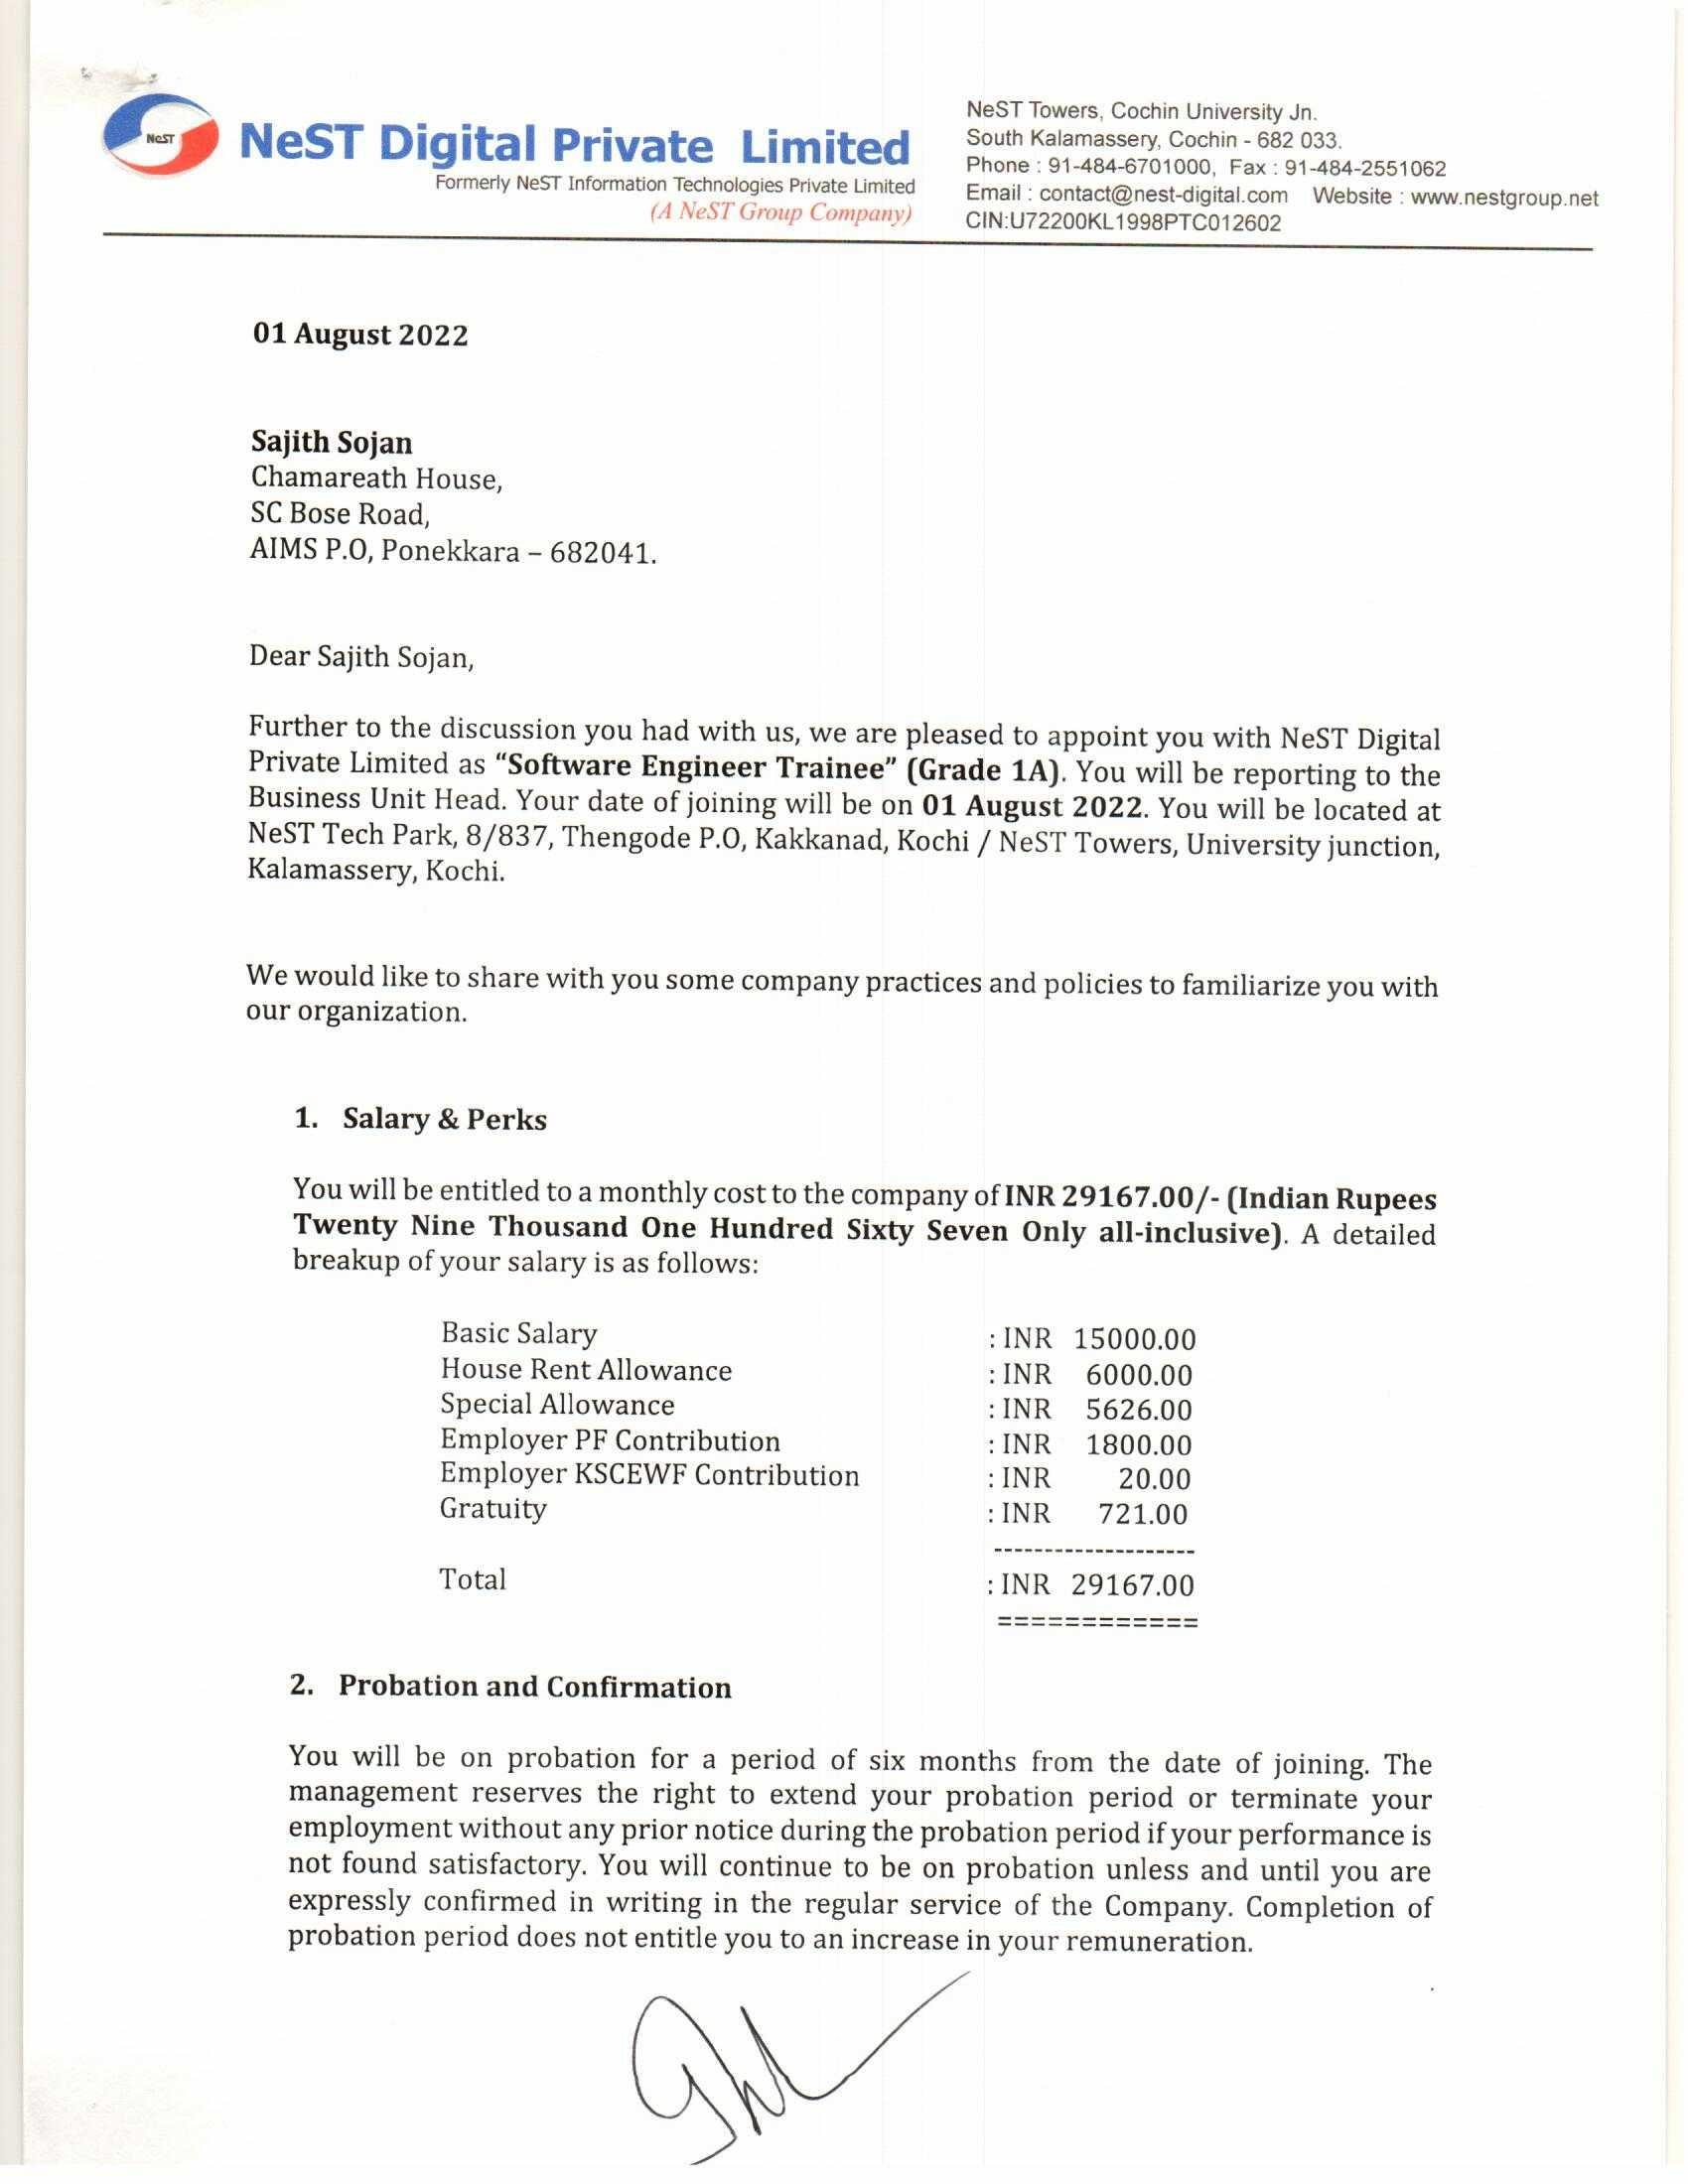 NeST
NeST Digital Private Limited
Formerly NeST Information Technologies Private Limited
(A NeST Group Company)
NeST Towers, Cochin University Jn.
South Kalamassery, Cochin - 682 033.
Phone : 91-484-6701000, Fax : 91-484-2551062
Email : contact@nest-digital.com Website : www.nestgroup.net
CIN:U72200KL1998PTC012602
01 August 2022
Sajith Sojan
Chamareath House,
SC Bose Road,
AIMS P.O, Ponekkara – 682041.
Dear Sajith Sojan,
Further to the discussion you had with us, we are pleased to appoint you with NeST Digital
Private Limited as “Software Engineer Trainee” (Grade 1A). You will be reporting to the
Business Unit Head. Your date of joining will be on 01 August 2022. You will be located at
NeST Tech Park, 8/837, Thengode P.O, Kakkanad, Kochi / NeST Towers, University junction,
Kalamassery, Kochi.
We would like to share with you some company practices and policies to familiarize you with
our organization.
1. Salary & Perks
You will be entitled to a monthly cost to the company of INR 29167.00/- (Indian Rupees
Twenty Nine Thousand One Hundred Sixty Seven Only all-inclusive). A detailed
breakup of your salary is as follows:
Basic Salary : INR 15000.00
House Rent Allowance : INR 6000.00
Special Allowance : INR 5626.00
Employer PF Contribution : INR 1800.00
Employer KSCEWF Contribution : INR 20.00
Gratuity : INR 721.00
--------------------
Total : INR 29167.00
============
2. Probation and Confirmation
You will be on probation for a period of six months from the date of joining. The
management reserves the right to extend your probation period or terminate your
employment without any prior notice during the probation period if your performance is
not found satisfactory. You will continue to be on probation unless and until you are
expressly confirmed in writing in the regular service of the Company. Completion of
probation period does not entitle you to an increase in your remuneration.